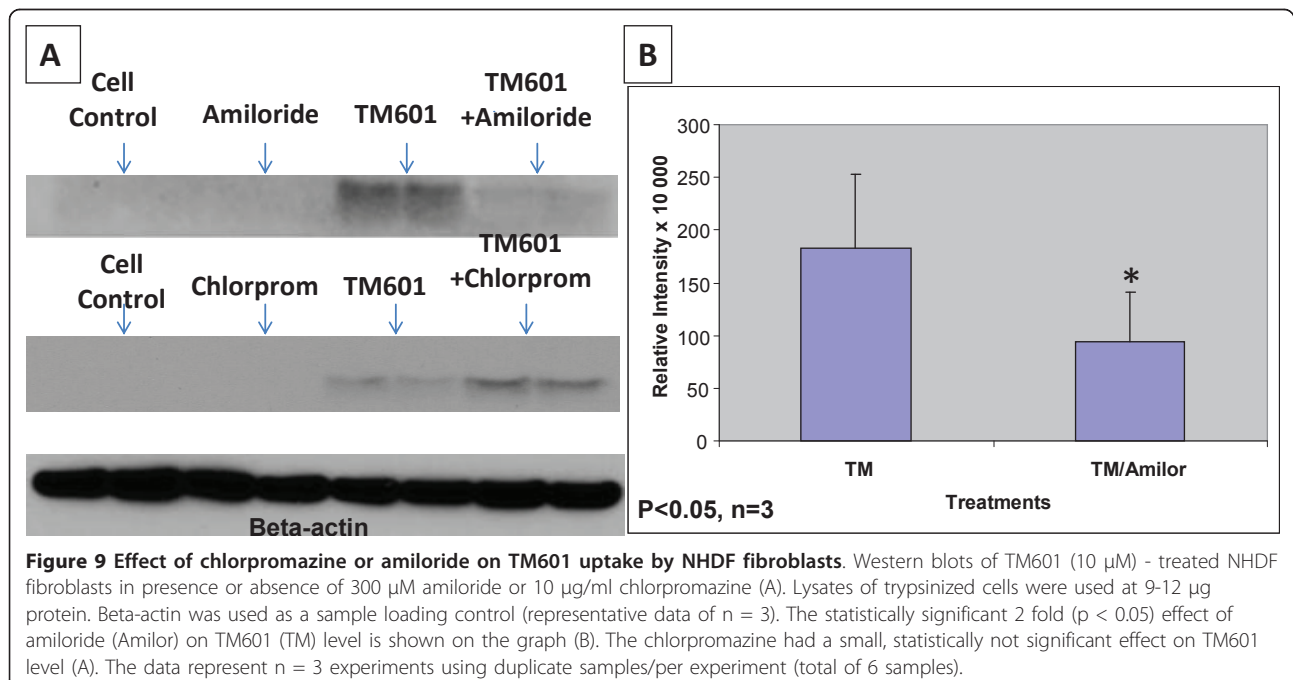 A
Cell
Control
Amiloride
TM601
TM601
+Amiloride
Cell
Control
Chlorprom
TM601
TM601
+Chlorprom
Beta-actin
B
300
250
200
150
100
50
0
Relative Intensity x 10 000
*
TM
TM/Amilor
Treatments
P<0.05, n=3
Figure 9 Effect of chlorpromazine or amiloride on TM601 uptake by NHDF fibroblasts. Western blots of TM601 (10 μM) - treated NHDF
fibroblasts in presence or absence of 300 μM amiloride or 10 μg/ml chlorpromazine (A). Lysates of trypsinized cells were used at 9-12 μg
protein. Beta-actin was used as a sample loading control (representative data of n = 3). The statistically significant 2 fold (p < 0.05) effect of
amiloride (Amilor) on TM601 (TM) level is shown on the graph (B). The chlorpromazine had a small, statistically not significant effect on TM601
level (A). The data represent n = 3 experiments using duplicate samples/per experiment (total of 6 samples).